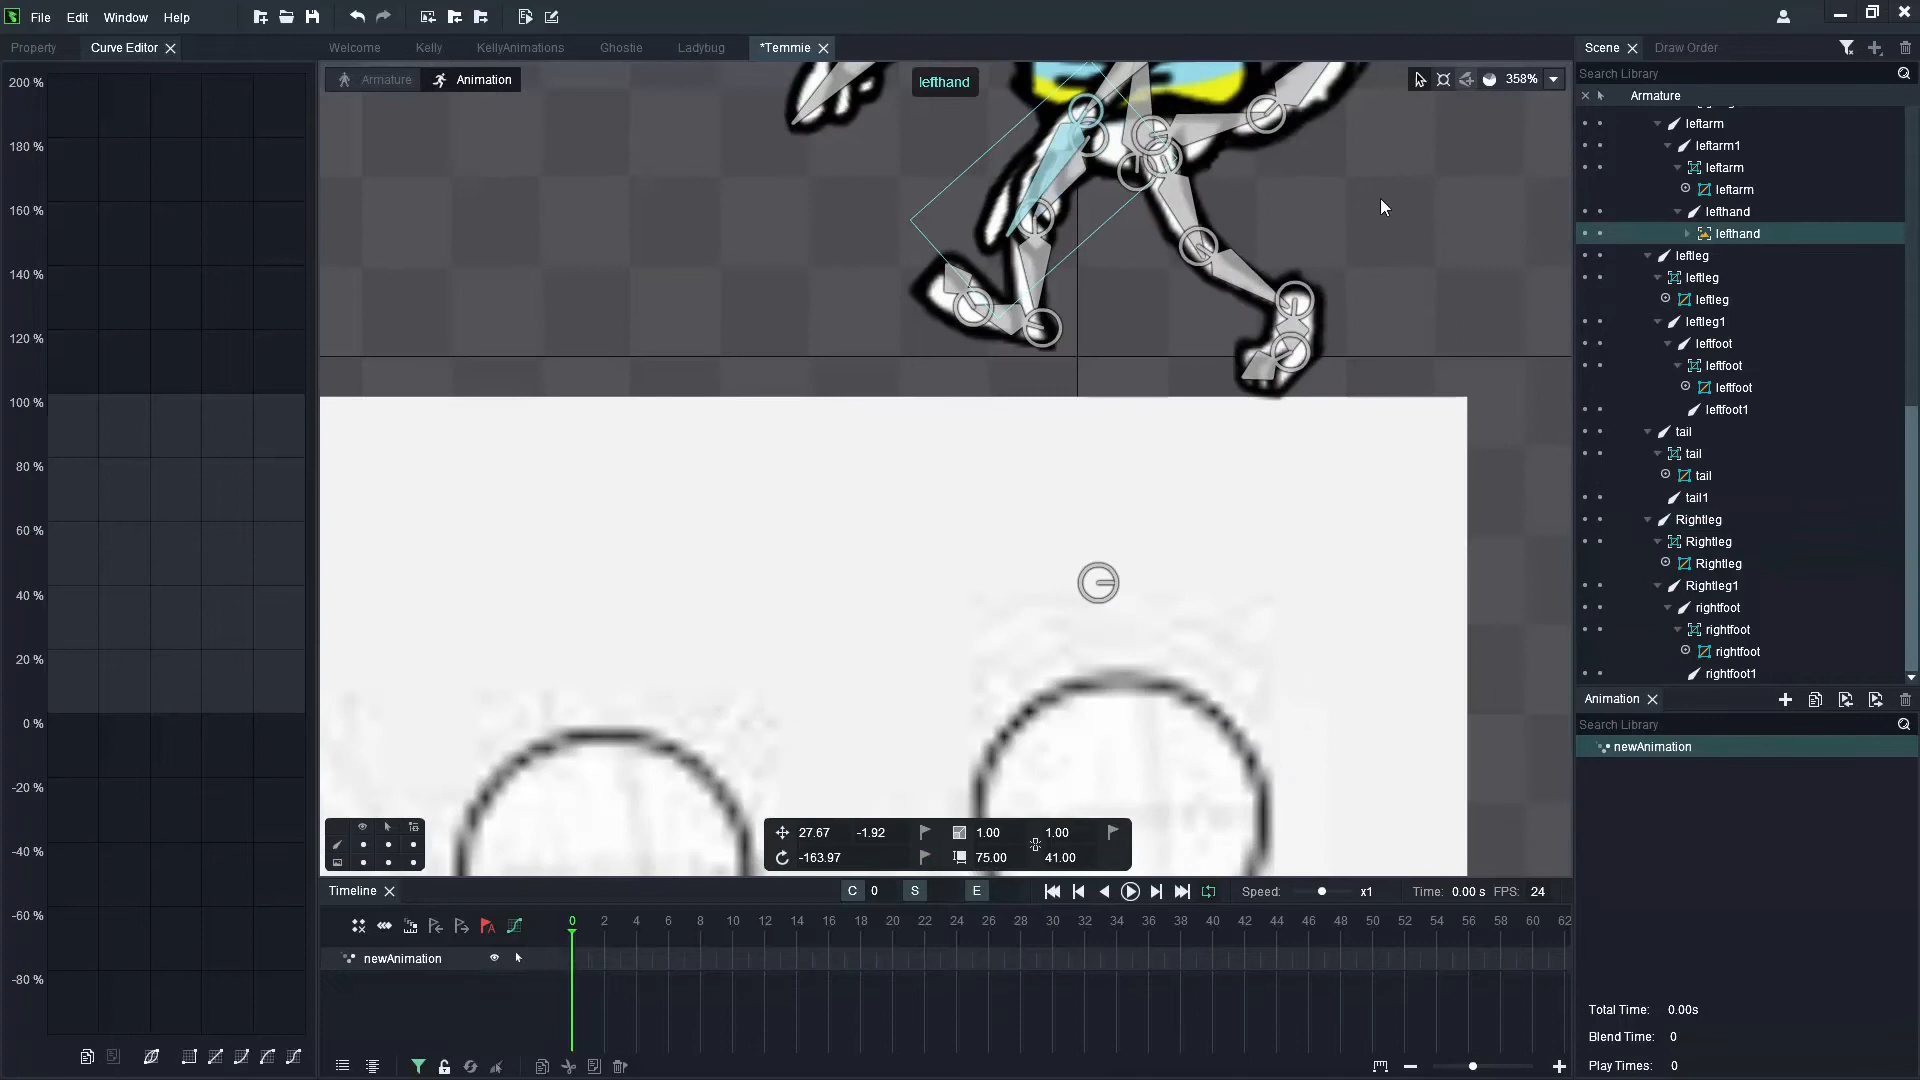 File Edit Window Help
Property Curve Editor Welcome Kelly KellyAnimations Ghostie Ladybug *Temmie Scene Draw Order
Armature Animation lefthand 358% Search Library
Armature
leftarm
leftarm1
leftarm
leftarm
lefthand
lefthand
leftleg
leftleg
leftleg
leftleg1
leftfoot
leftfoot
leftfoot
leftfoot1
tail
tail
tail
tail1
Rightleg
Rightleg
Rightleg
Rightleg1
rightfoot
rightfoot
rightfoot
rightfoot1
Animation
Search Library
newAnimation
Total Time: 0.00s
Blend Time: 0
Play Times: 0
200 %
180 %
160 %
140 %
120 %
100 %
80 %
60 %
40 %
20 %
0 %
-20 %
-40 %
-60 %
-80 %
27.67 -1.92 1.00 1.00
-163.97 75.00 41.00
Timeline C 0 S E Speed: x1 Time: 0.00 s FPS: 24
0 2 4 6 8 10 12 14 16 18 20 22 24 26 28 30 32 34 36 38 40 42 44 46 48 50 52 54 56 58 60 62
newAnimation